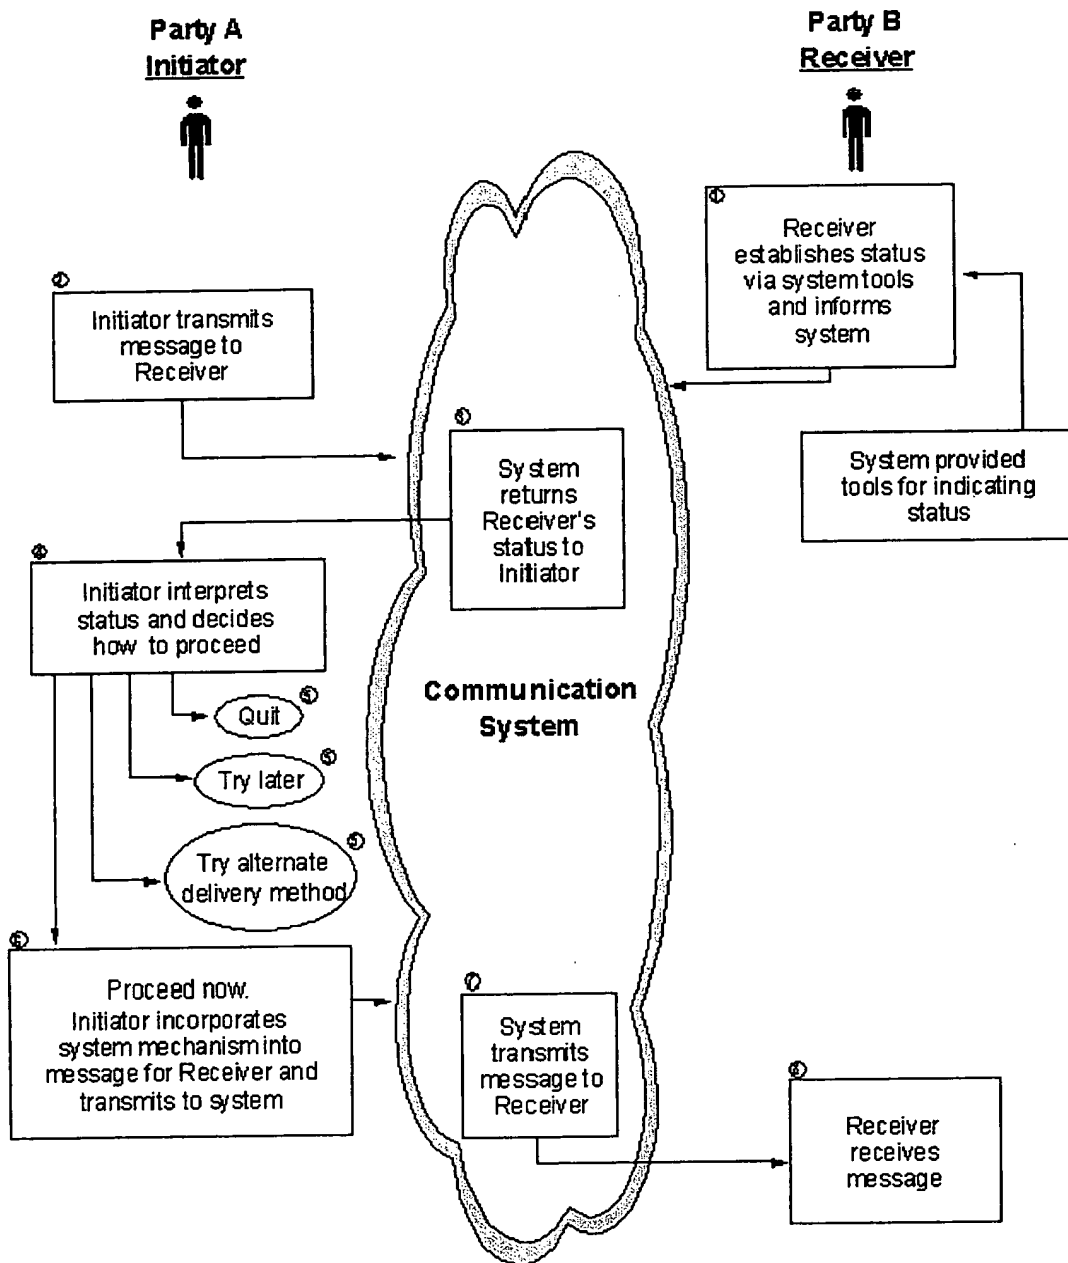 Party A
Initiator
Party B
Receiver
Receiver
establishes status
via system tools
and informs
system
Initiator transmits
message to
Receiver
System
returns
Receiver's
status to
Initiator
System provided
tools for indicating
status
Initiator interprets
status and decides
how to proceed
Communication
System
Quit
Try later
Try alternate
delivery method
Proceed now.
Initiator incorporates
system mechanism into
message for Receiver and
transmits to system
System
transmits
message to
Receiver
Receiver
receives
message